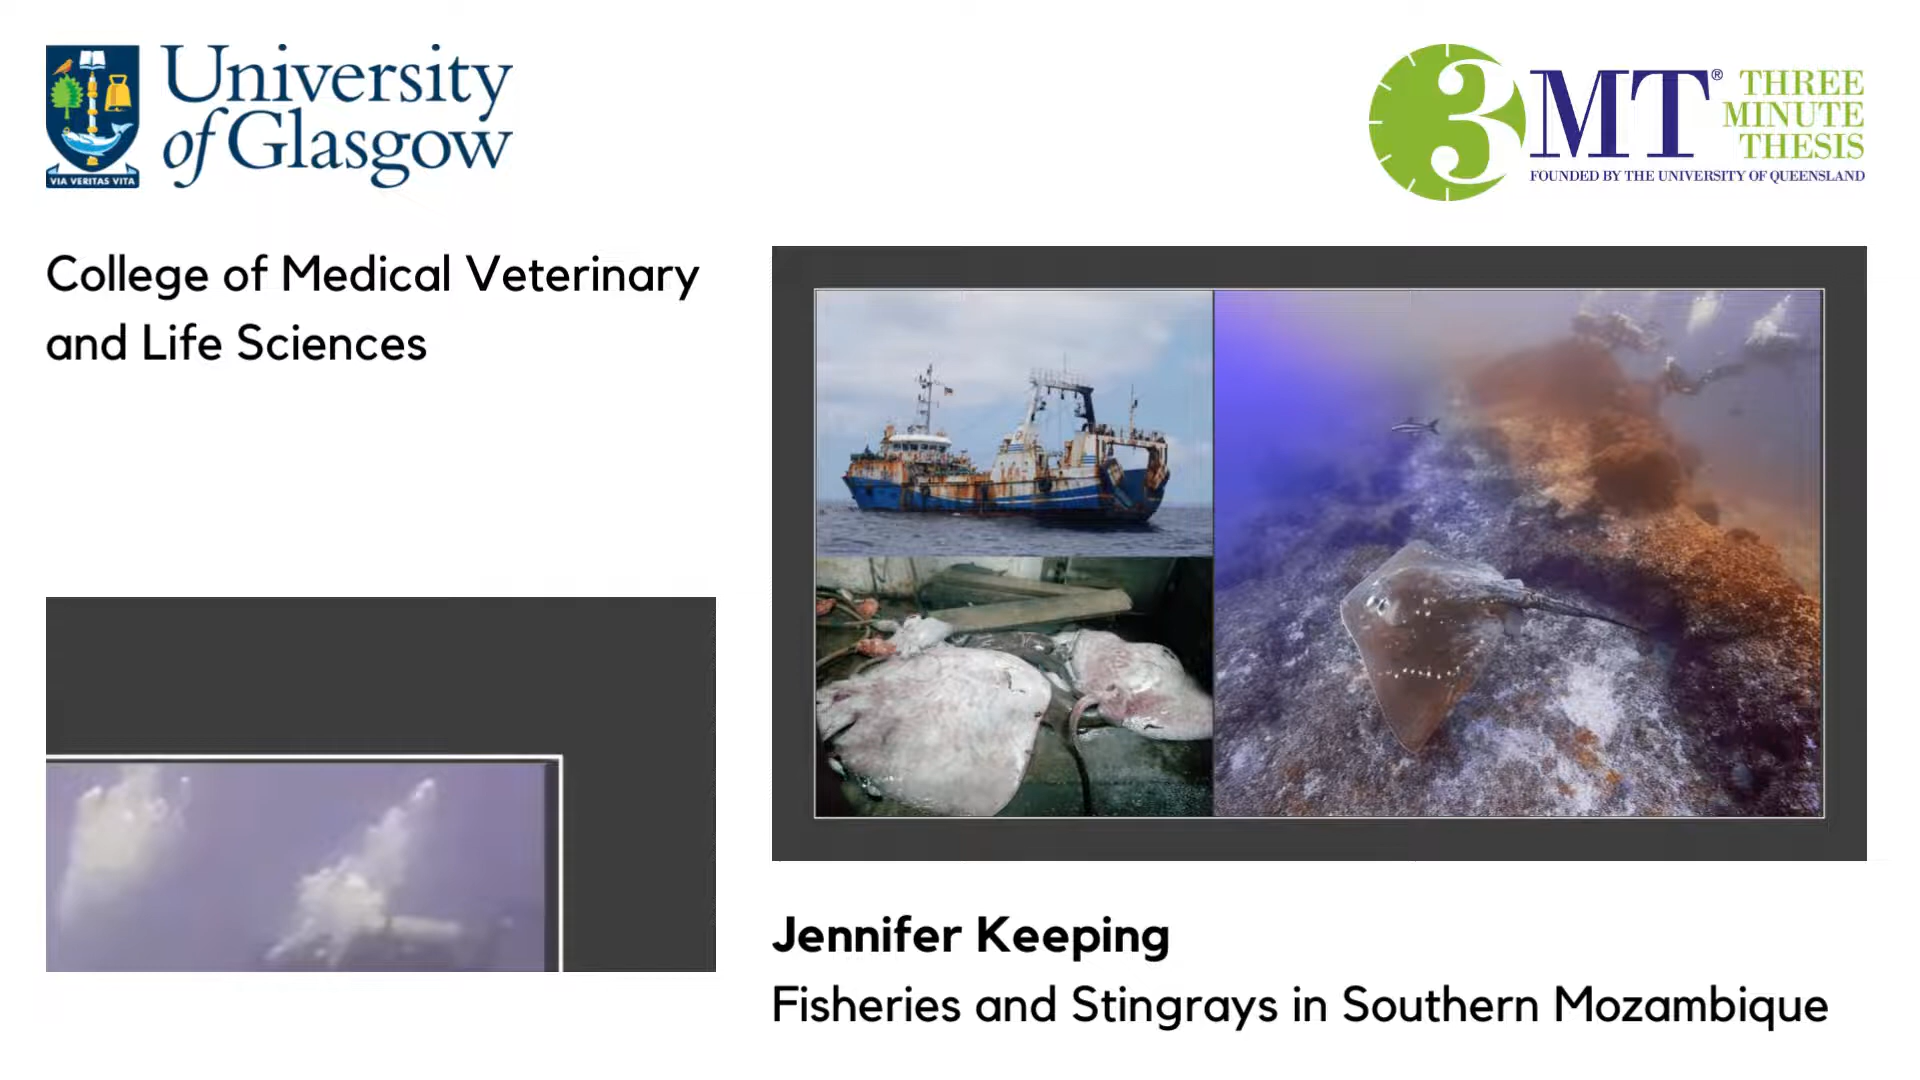 University
of Glasgow
VIA VERITAS VITA
3MT® THREE
MINUTE
THESIS
FOUNDED BY THE UNIVERSITY OF QUEENSLAND
College of Medical Veterinary
and Life Sciences
Jennifer Keeping
Fisheries and Stingrays in Southern Mozambique